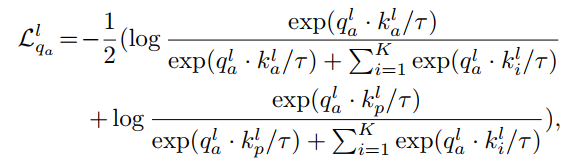 $\mathcal{L}_{q_a}^{l} = -\frac{1}{2}(\log \frac{\exp(q_a^l \cdot k_a^l/\tau)}{\exp(q_a^l \cdot k_a^l/\tau) + \sum_{i=1}^{K} \exp(q_a^l \cdot k_i^l/\tau)}$
$+ \log \frac{\exp(q_a^l \cdot k_p^l/\tau)}{\exp(q_a^l \cdot k_p^l/\tau) + \sum_{i=1}^{K} \exp(q_a^l \cdot k_i^l/\tau)}),$